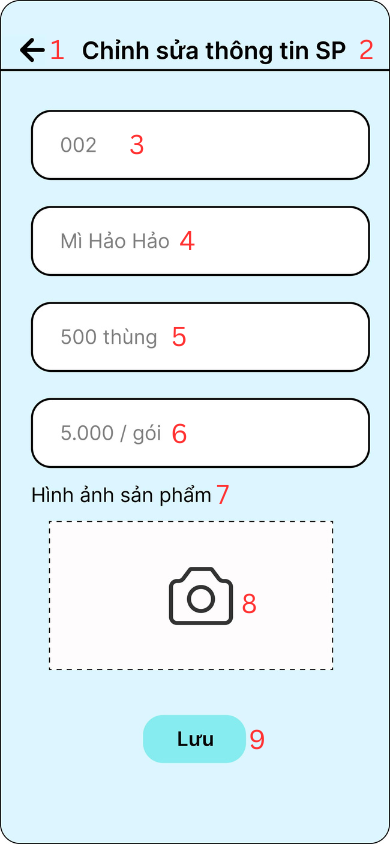 1 Chỉnh sửa thông tin SP 2
002 3
Mì Hảo Hảo 4
500 thùng 5
5.000 / gói 6
Hình ảnh sản phẩm 7
8
Lưu 9